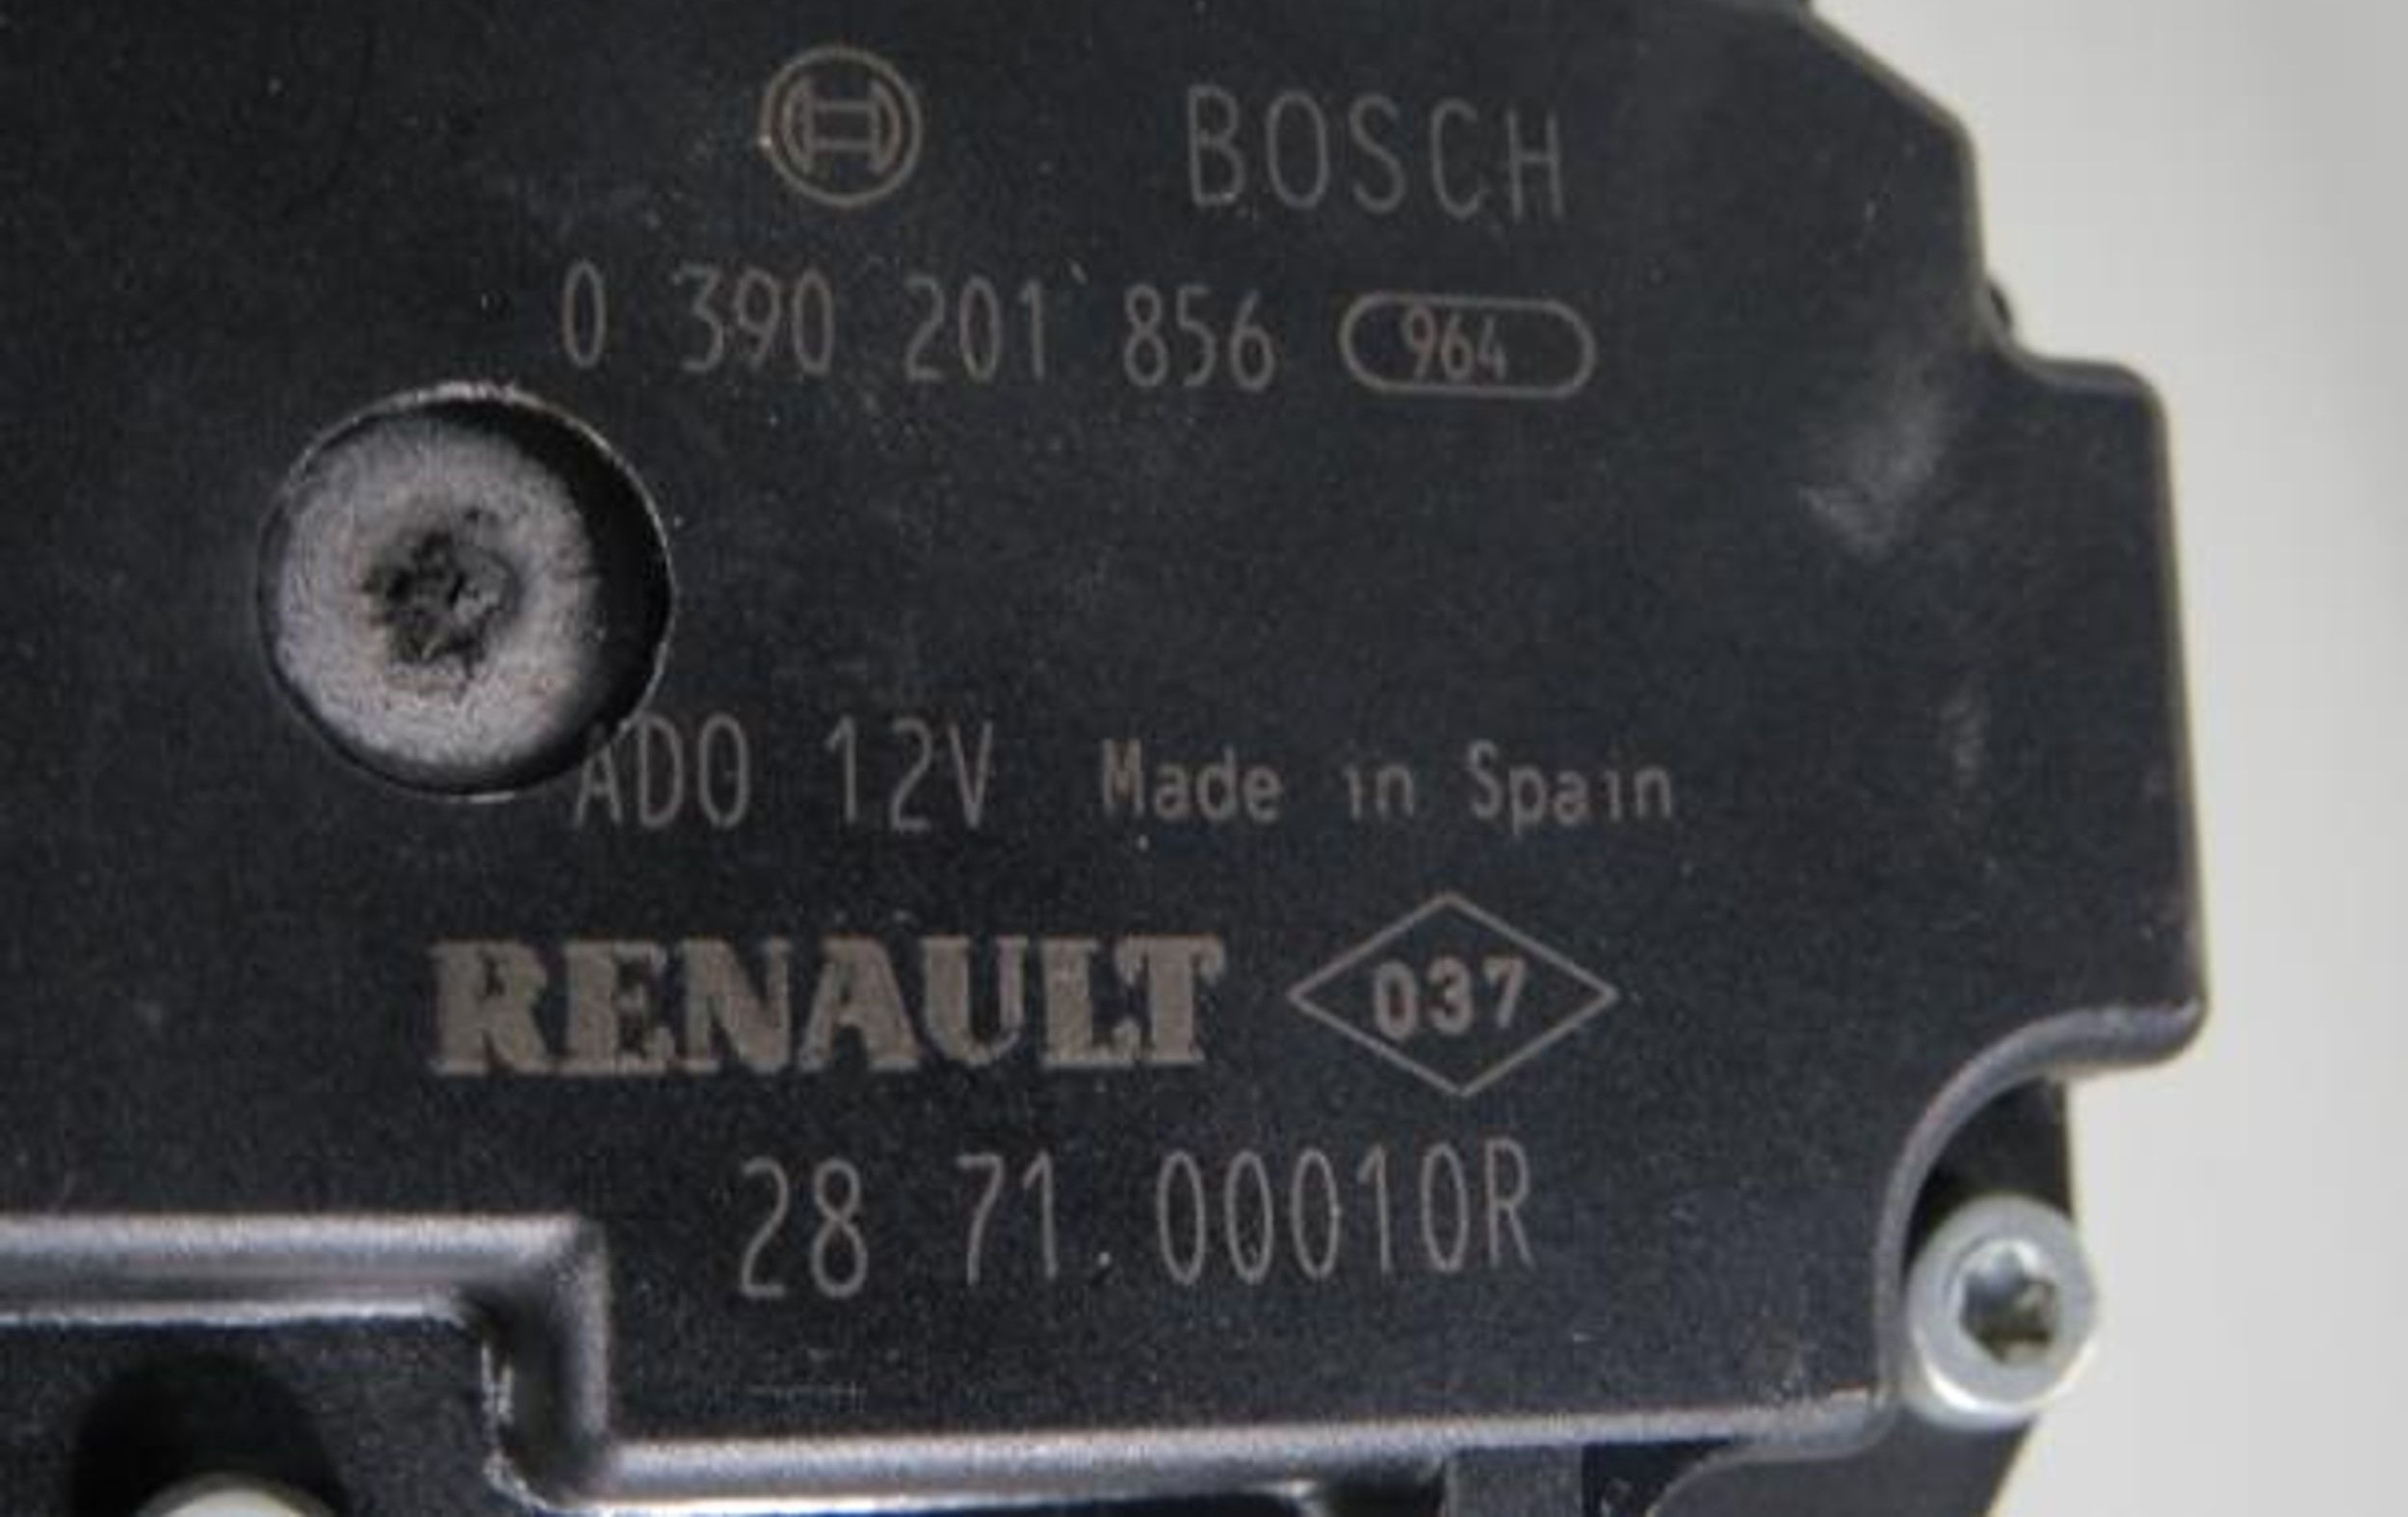 BOSCH
0 390 201 856 964
ADO 12V Made in Spain
RENAULT 037
28 71 00010R